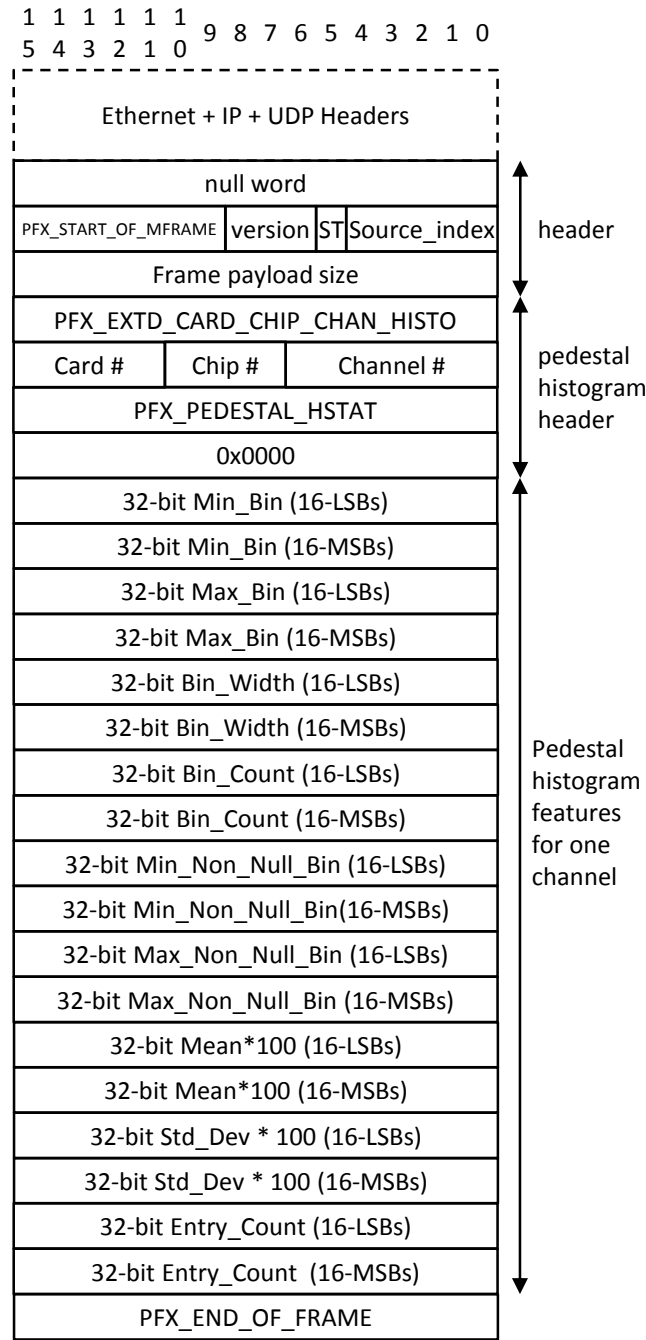 1 1 1 1 1 1 9 8 7 6 5 4 3 2 1 0
5 4 3 2 1 0
Ethernet + IP + UDP Headers
null word
PFX_START_OF_MFRAME version ST Source_index
header
Frame payload size
PFX_EXTD_CARD_CHIP_CHAN_HISTO
Card # Chip # Channel #
pedestal
histogram
header
PFX_PEDESTAL_HSTAT
0x0000
32-bit Min_Bin (16-LSBs)
32-bit Min_Bin (16-MSBs)
32-bit Max_Bin (16-LSBs)
32-bit Max_Bin (16-MSBs)
32-bit Bin_Width (16-LSBs)
32-bit Bin_Width (16-MSBs)
32-bit Bin_Count (16-LSBs)
32-bit Bin_Count (16-MSBs)
32-bit Min_Non_Null_Bin (16-LSBs)
32-bit Min_Non_Null_Bin(16-MSBs)
32-bit Max_Non_Null_Bin (16-LSBs)
32-bit Max_Non_Null_Bin (16-MSBs)
32-bit Mean*100 (16-LSBs)
32-bit Mean*100 (16-MSBs)
32-bit Std_Dev * 100 (16-LSBs)
32-bit Std_Dev * 100 (16-MSBs)
32-bit Entry_Count (16-LSBs)
32-bit Entry_Count (16-MSBs)
Pedestal
histogram
features
for one
channel
PFX_END_OF_FRAME